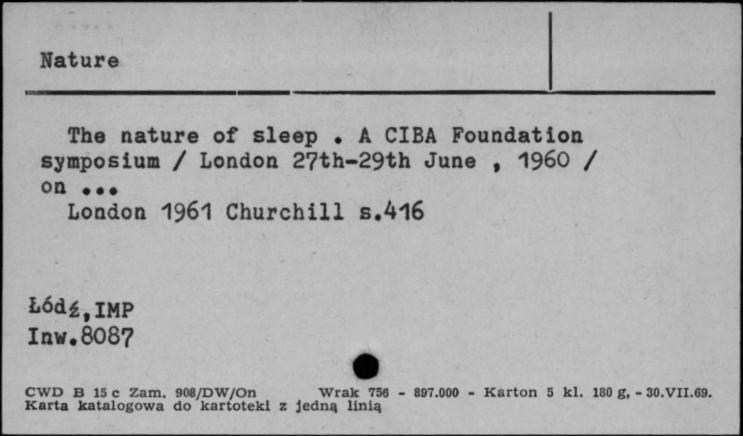 Nature
The nature of sleep . A CIBA Foundation
symposium / London 27th-29th June , 1960 /
on ...
London 1961 Churchill s.416
Łódź,IMP
Inw.8087
CWD B 15 c Zam. 908/DW/On Wrak 756 - 897.000 - Karton 5 kl. 180 g, - 30.VII.69.
Karta katalogowa do kartoteki z jedną linią